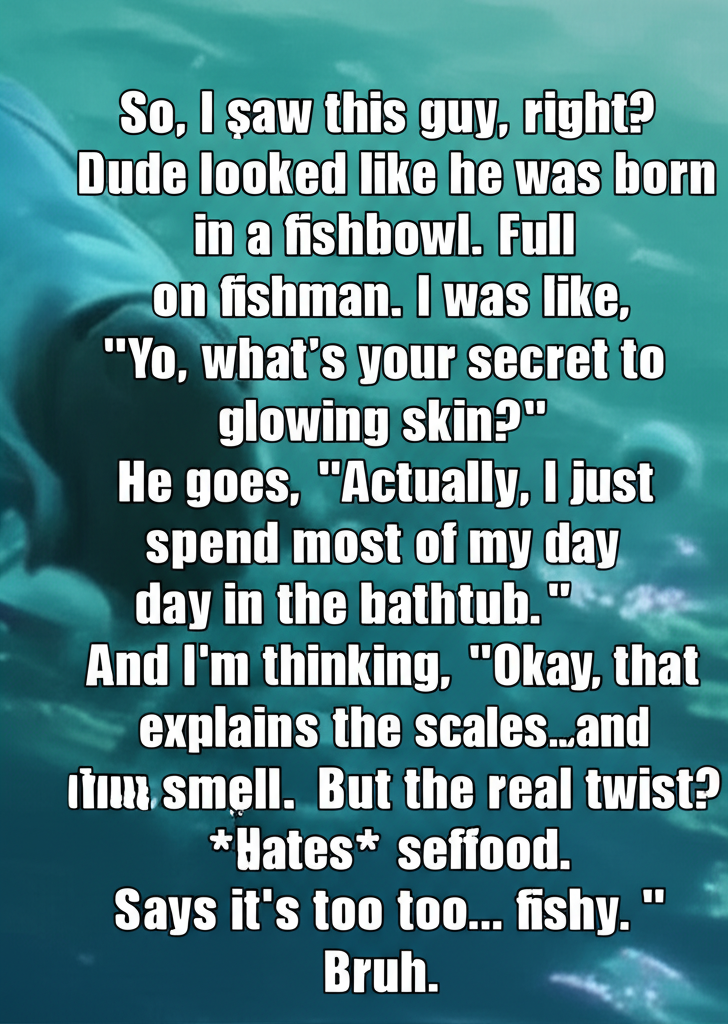 So, I saw this guy, right?
Dude looked like he was born
in a fishbowl. Full
on fishman. I was like,
"Yo, what's your secret to
glowing skin?"
He goes, "Actually, I just
spend most of my day
day in the bathtub. "
And I'm thinking, "Okay, that
explains the scales...and
smell. But the real twist?
*Hates* seffood.
Says it's too too... fishy. "
Bruh.